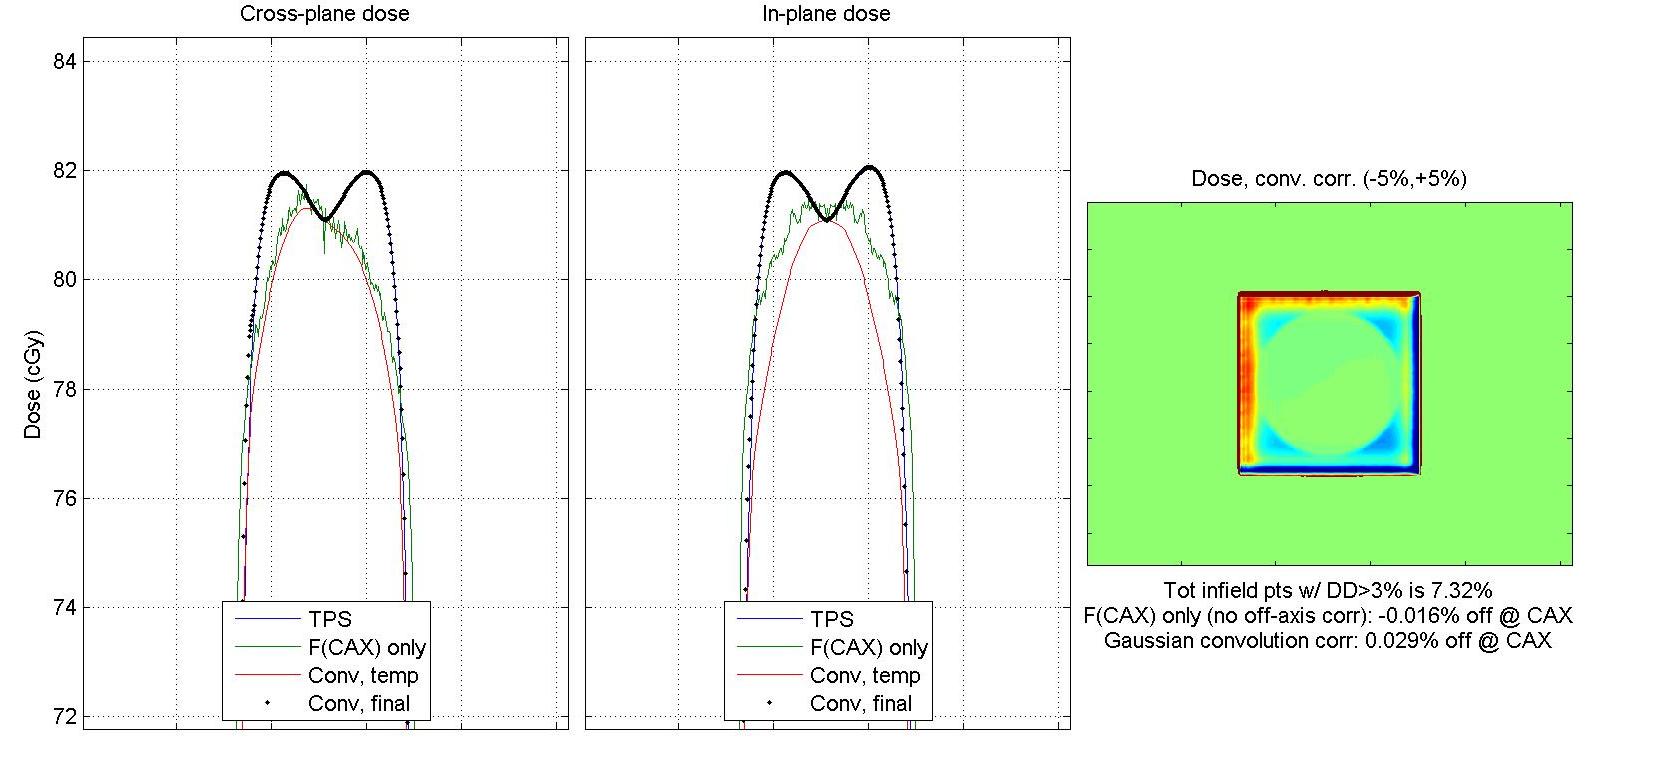 Cross-plane dose
In-plane dose
84
82
80
78
76
74
72
Dose (cGy)
TPS
F(CAX) only
Conv, temp
Conv, final
TPS
F(CAX) only
Conv, temp
Conv, final
Dose, conv. corr. (-5%,+5%)
Tot infield pts w/ DD>3% is 7.32%
F(CAX) only (no off-axis corr): -0.016% off @ CAX
Gaussian convolution corr: 0.029% off @ CAX